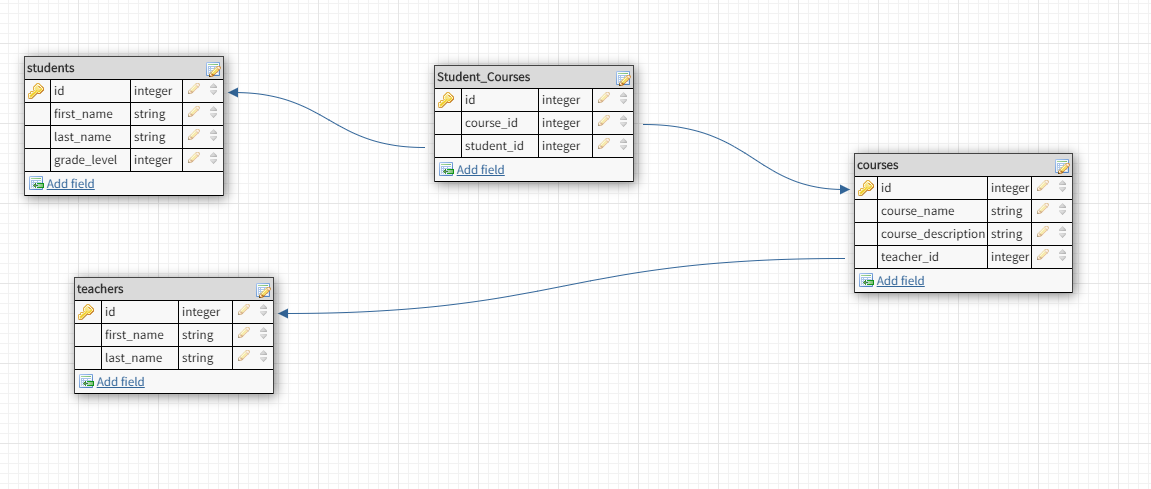 students
id integer
first_name string
last_name string
grade_level integer
Add field
Student_Courses
id integer
course_id integer
student_id integer
Add field
courses
id integer
course_name string
course_description string
teacher_id integer
Add field
teachers
id integer
first_name string
last_name string
Add field